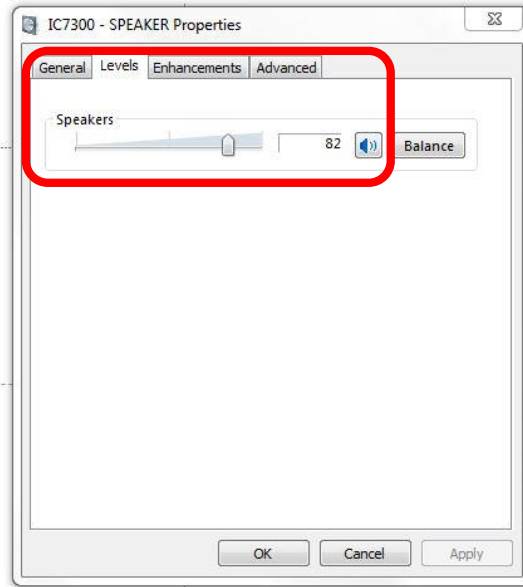 IC7300 - SPEAKER Properties
General Levels Enhancements Advanced
Speakers
82 Balance
OK Cancel Apply